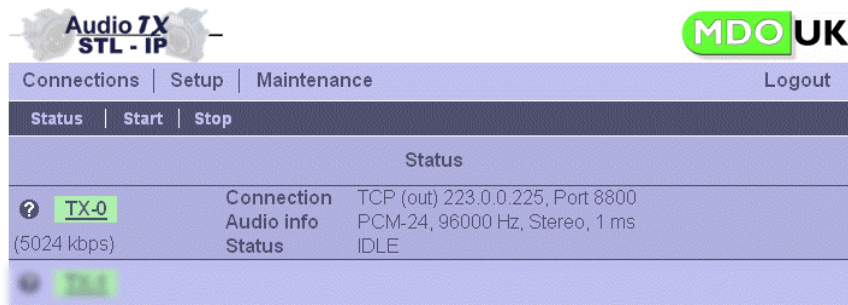 Audio TX
STL - IP
MDO UK
Connections | Setup | Maintenance Logout
Status | Start | Stop
Status
? TX-0 Connection TCP (out) 223.0.0.225, Port 8800
Audio info PCM-24, 96000 Hz, Stereo, 1 ms
(5024 kbps) Status IDLE